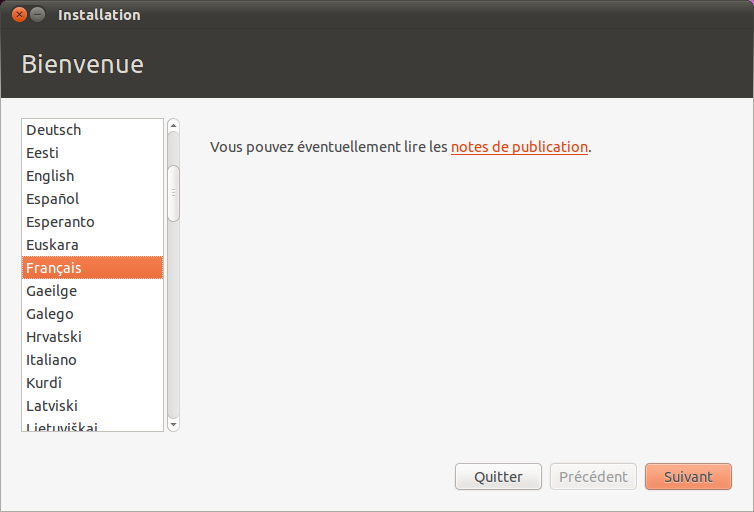 Installation
Bienvenue
Deutsch
Eesti
English
Español
Esperanto
Euskara
Français
Gaeilge
Galego
Hrvatski
Italiano
Kurdî
Latviski
Lietuviškai
Vous pouvez éventuellement lire les notes de publication.
Quitter
Précédent
Suivant